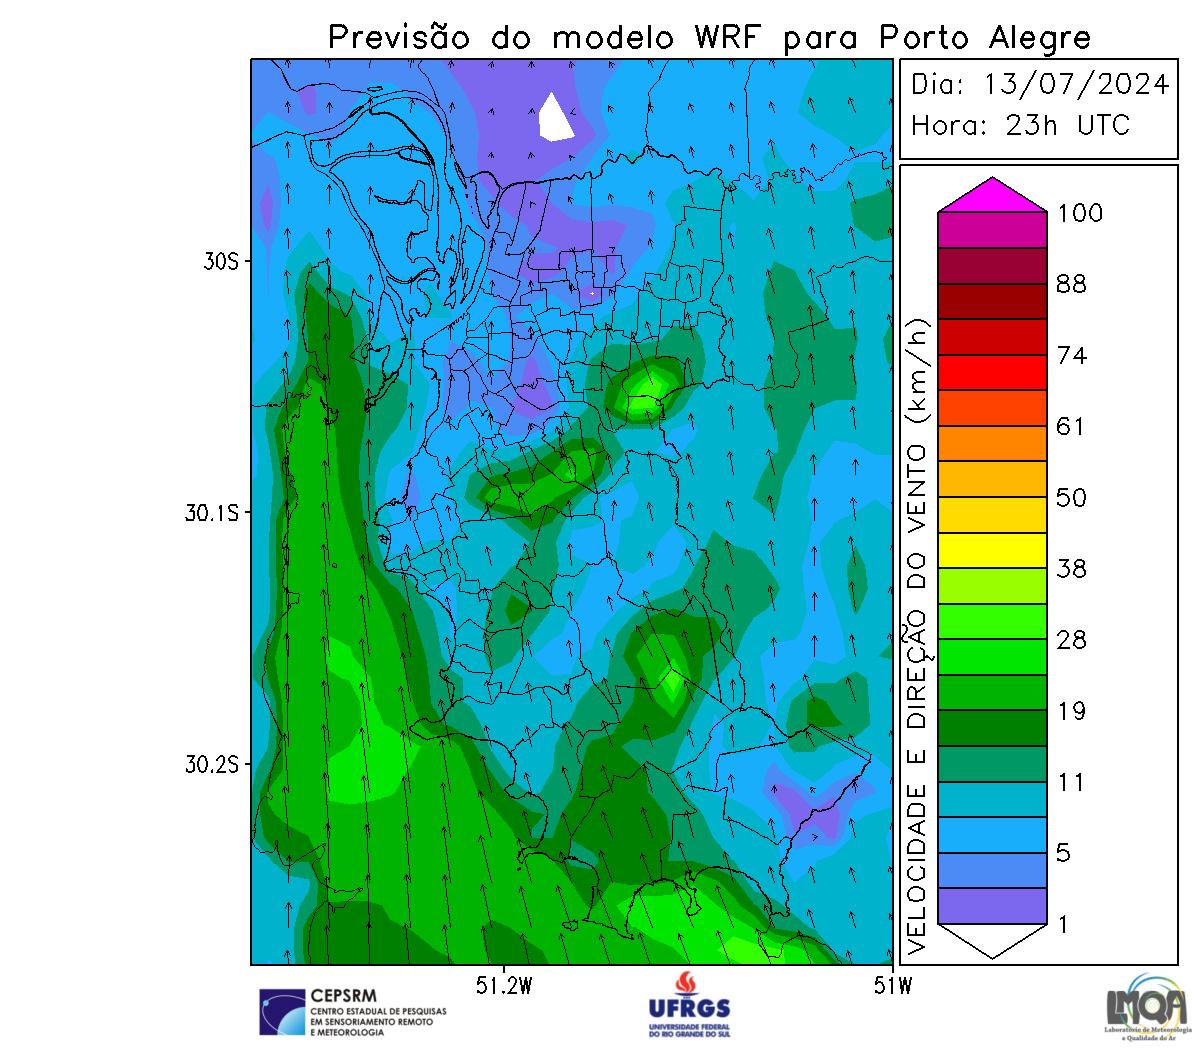 Previsão do modelo WRF para Porto Alegre
Dia: 13/07/2024
Hora: 23h UTC
100
88
74
61
50
38
28
19
11
5
1
VELOCIDADE E DIREÇÃO DO VENTO (km/h)
30S
30.1S
30.2S
51.2W
51W
CEPSRM
CENTRO ESTADUAL DE PESQUISAS
EM SENSORIAMENTO REMOTO
E METEOROLOGIA
UFRGS
UNIVERSIDADE FEDERAL
DO RIO GRANDE DO SUL
LMQA
Laboratório de Meteorologia
e Qualidade do Ar